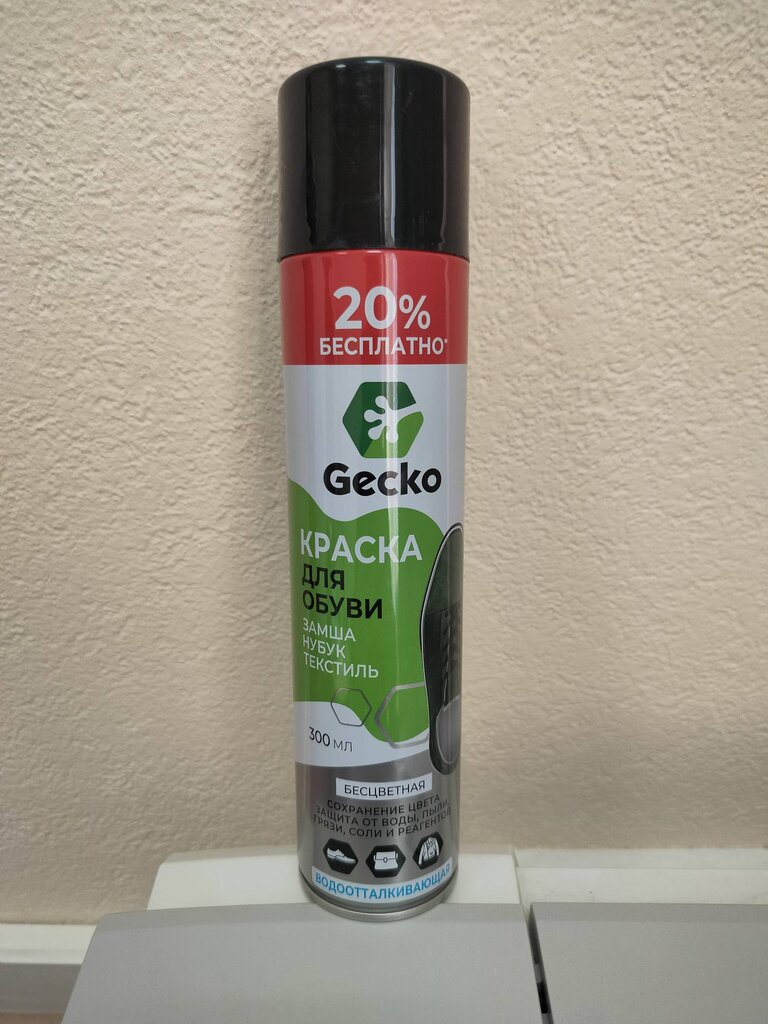 20%
БЕСПЛАТНО*
Gecko
КРАСКА
ДЛЯ
ОБУВИ
ЗАМША
НУБУК
ТЕКСТИЛЬ
300 МЛ
БЕСЦВЕТНАЯ
СОХРАНЕНИЕ ЦВЕТА,
ЗАЩИТА ОТ ВОДЫ, ПЫЛИ,
ГРЯЗИ, СОЛИ И РЕАГЕНТОВ
ВОДООТТАЛКИВАЮЩАЯ